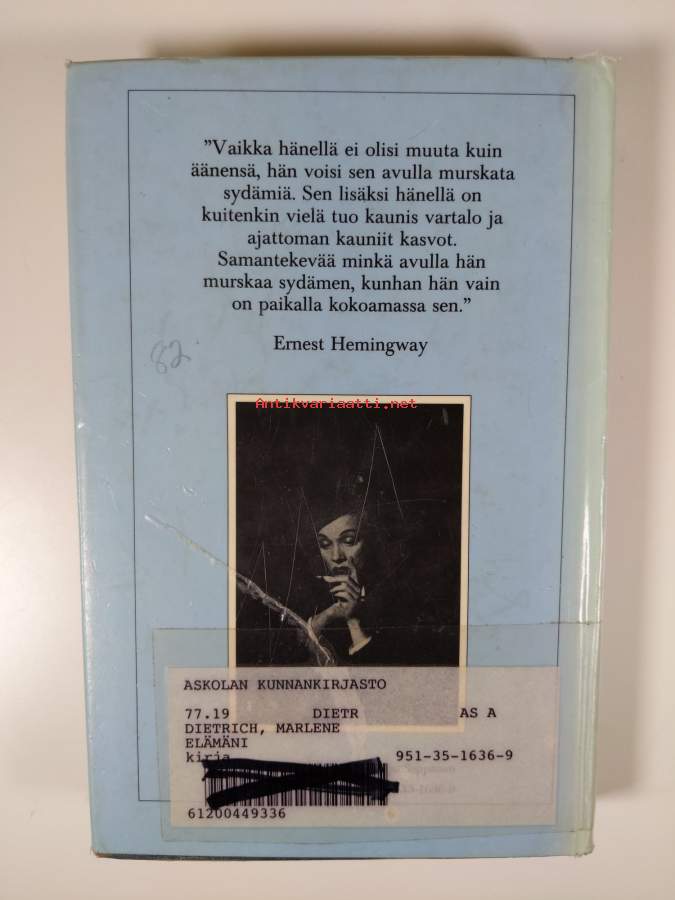 ”Vaikka hänellä ei olisi muuta kuin
äänensä, hän voisi sen avulla murskata
sydämiä. Sen lisäksi hänellä on
kuitenkin vielä tuo kaunis vartalo ja
ajattoman kauniit kasvot.
Samantekevää minkä avulla hän
murskaa sydämen, kunhan hän vain
on paikalla kokoamassa sen.”
Ernest Hemingway
82
Antikvariaatti.net
ASKOLAN KUNNANKIRJASTO
77.19 DIETR AS A
DIETRICH, MARLENE
ELÄMÄNI
kirja 951-35-1636-9
61200449336